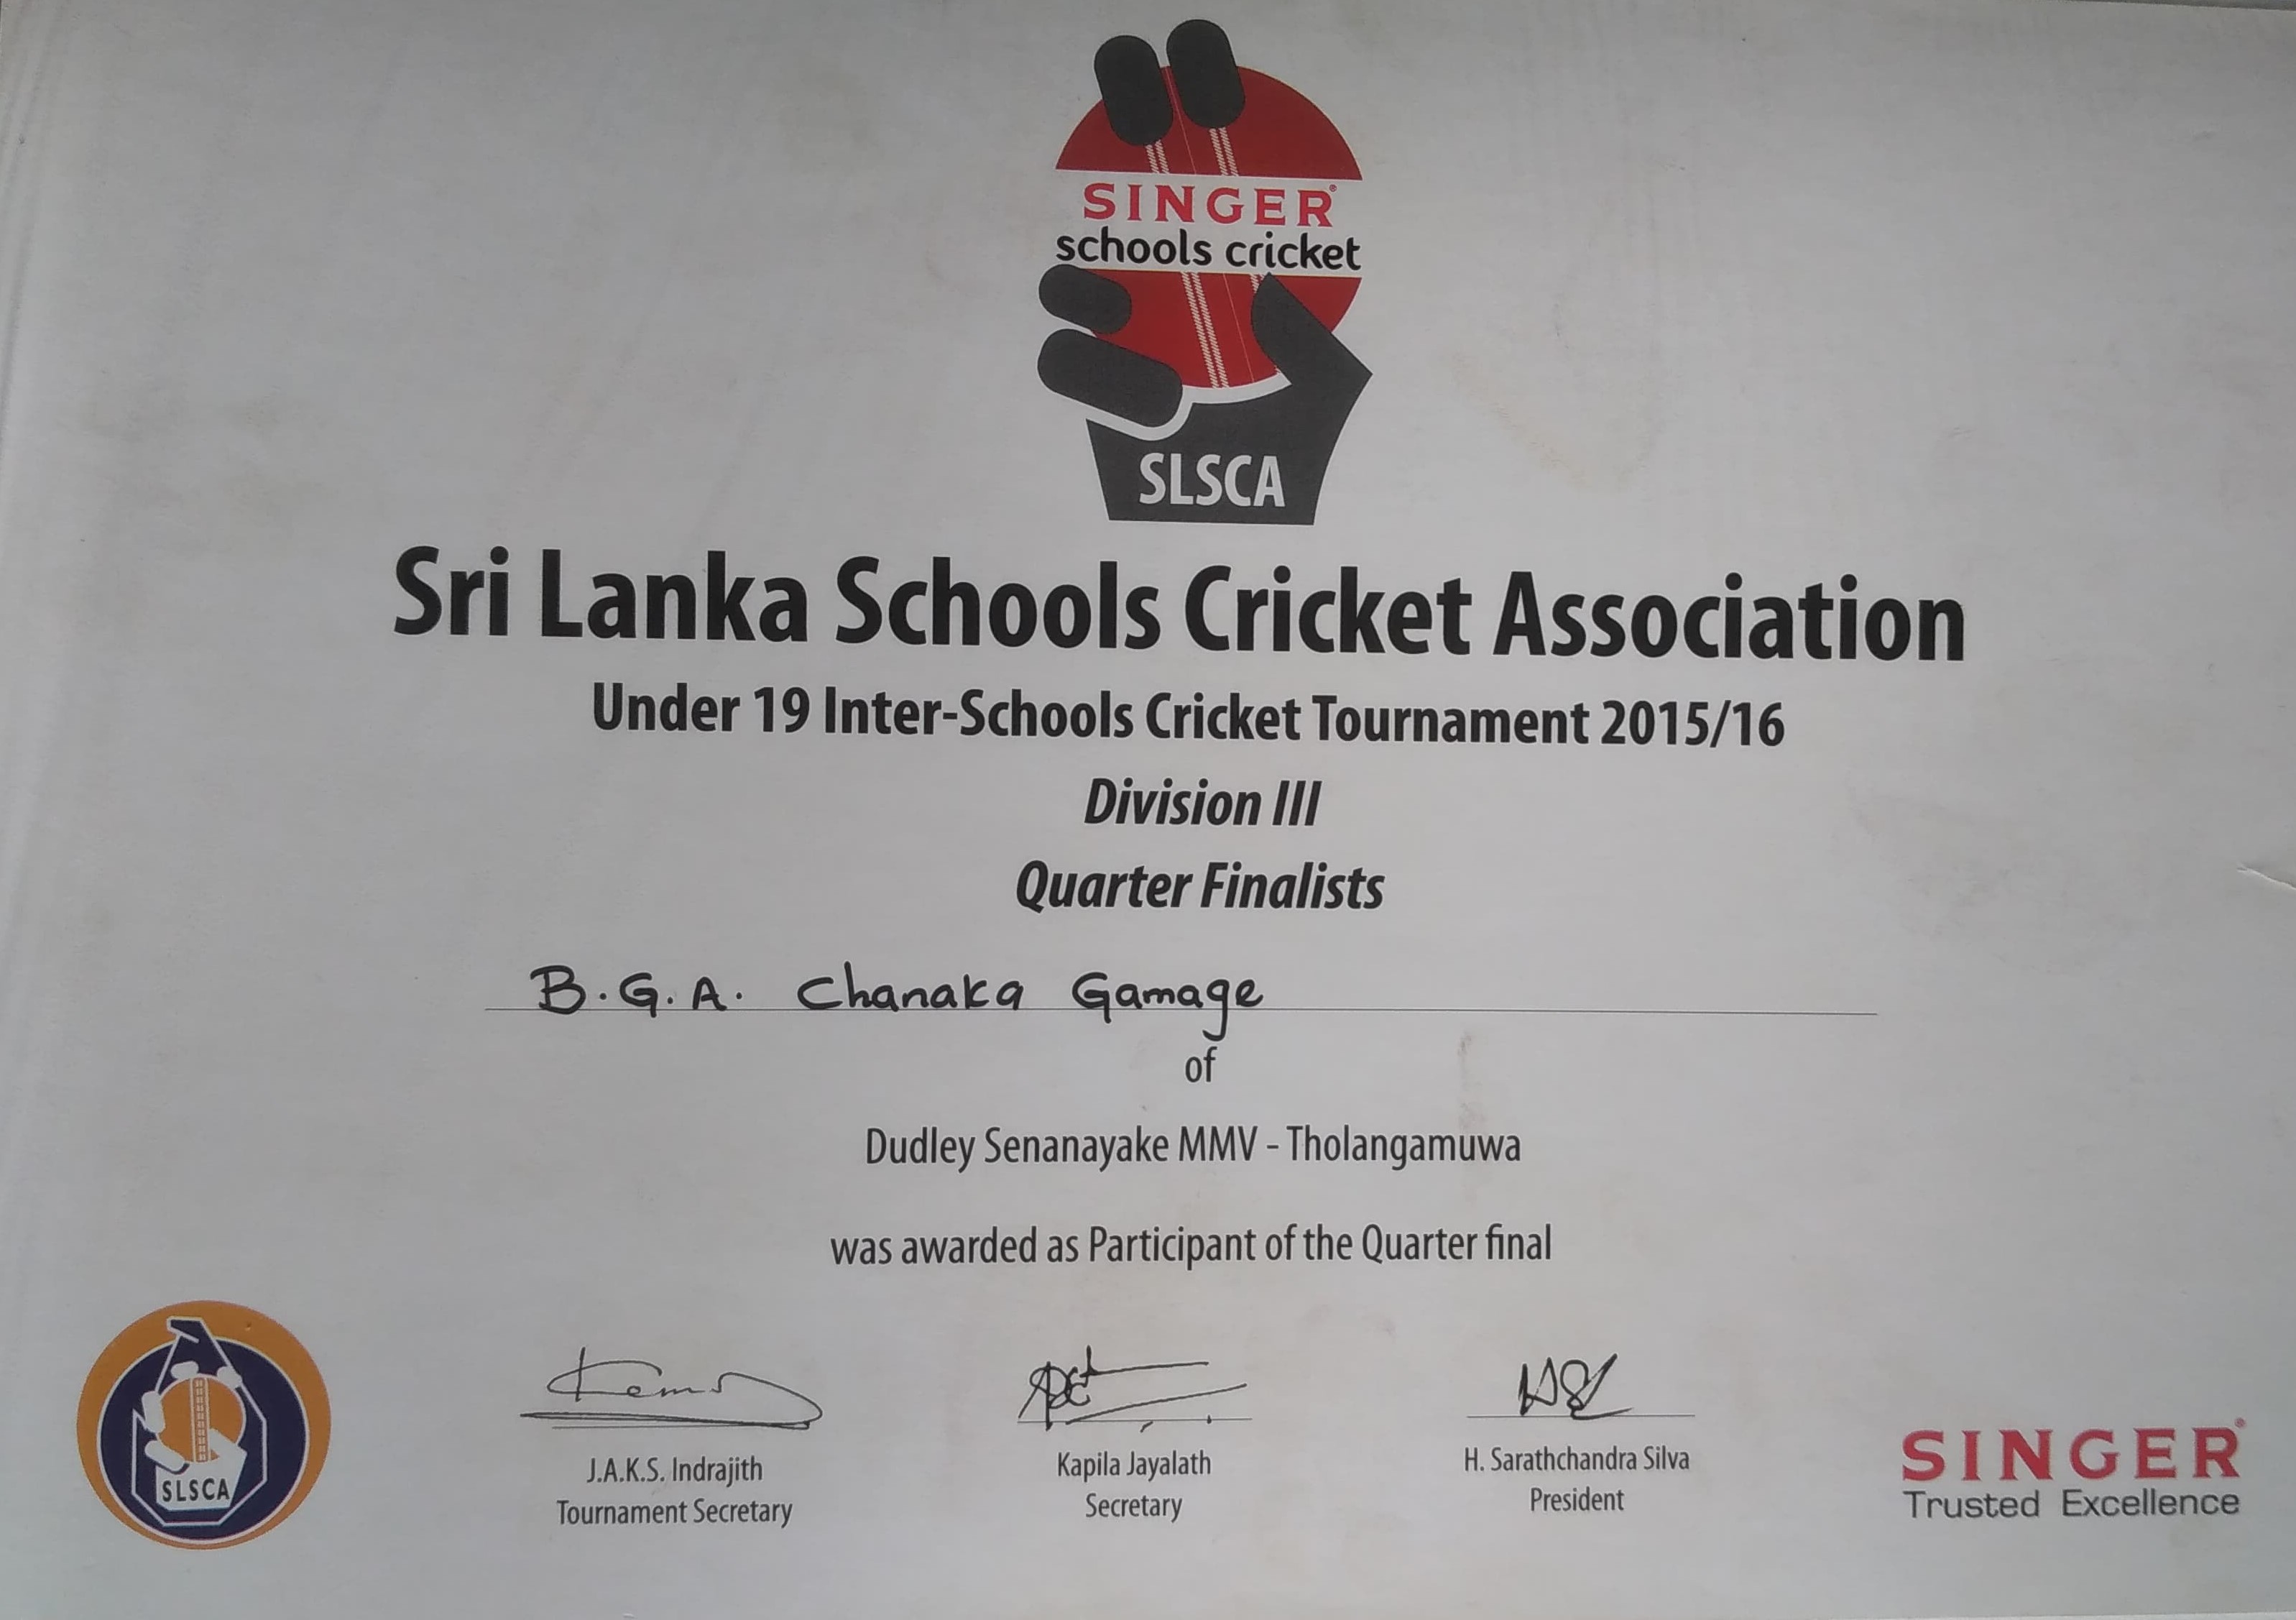 SINGER®
schools cricket
SLSCA
Sri Lanka Schools Cricket Association
Under 19 Inter-Schools Cricket Tournament 2015/16
Division III
Quarter Finalists
B.G.A. Chanaka Gamage
of
Dudley Senanayake MMV - Tholangamuwa
was awarded as Participant of the Quarter final
SLSCA
J.A.K.S. Indrajith
Tournament Secretary
Kapila Jayalath
Secretary
H. Sarathchandra Silva
President
SINGER®
Trusted Excellence